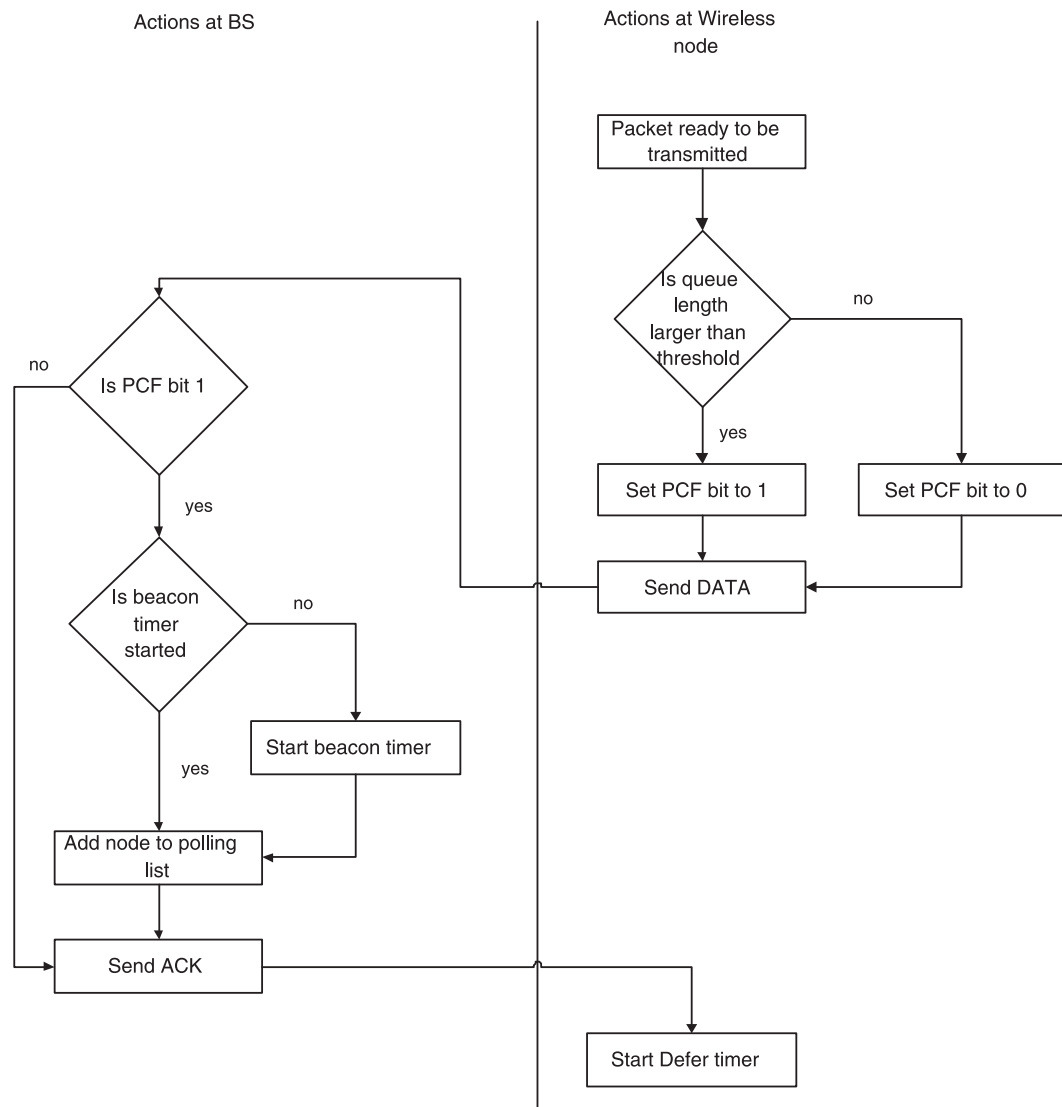 Actions at BS
Actions at Wireless
node
Packet ready to be
transmitted
Is queue
length
larger than
threshold
no
yes
Set PCF bit to 1
Set PCF bit to 0
Send DATA
Is PCF bit 1
no
yes
Is beacon
timer
started
no
yes
Start beacon timer
Add node to polling
list
Send ACK
Start Defer timer